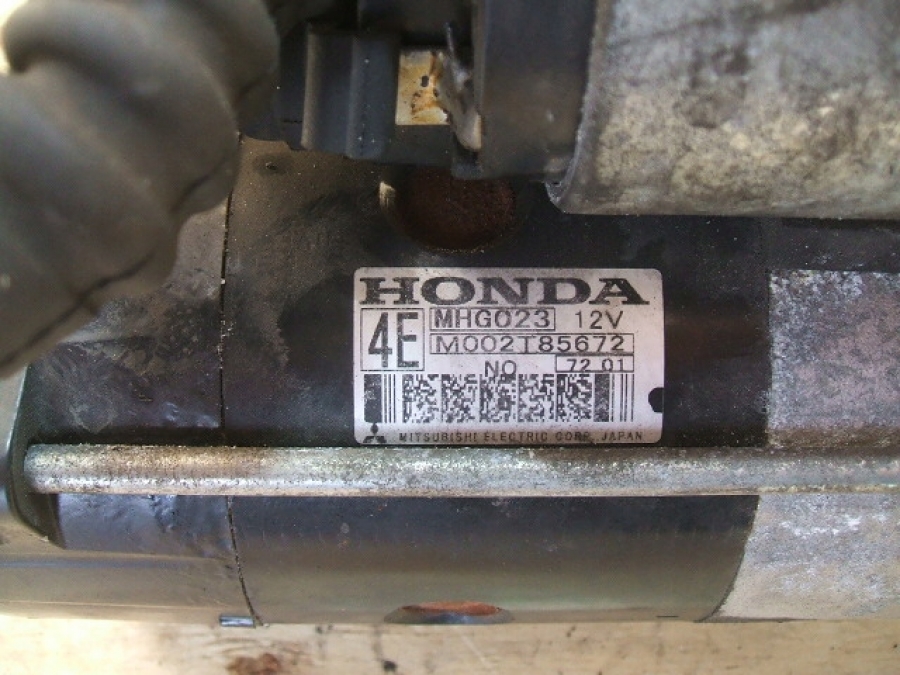 HONDA
4E
MHG023 12V
M002T85672
NO 72 01
MITSUBISHI ELECTRIC CORP. JAPAN